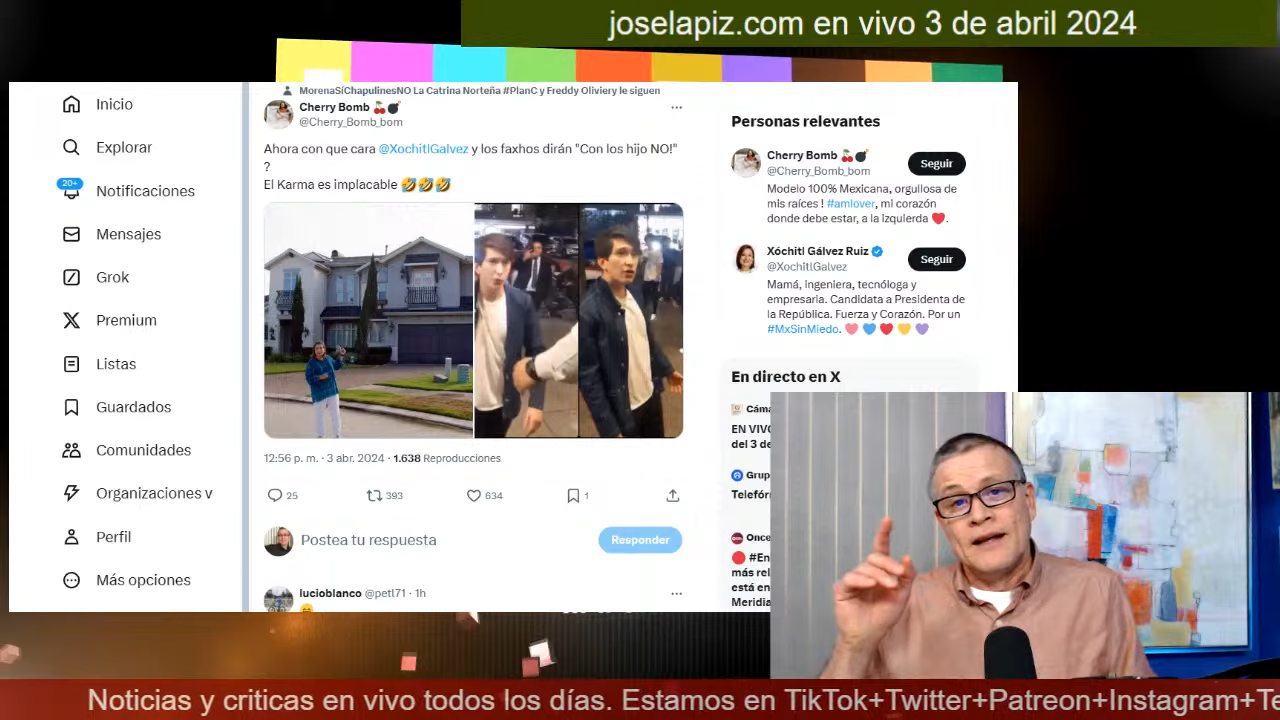 joselapiz.com en vivo 3 de abril 2024
Inicio
Explorar
20+
Notificaciones
Mensajes
Grok
Premium
Listas
Guardados
Comunidades
Organizaciones v
Perfil
Más opciones
MorenaSíChapulinesNO La Catrina Norteña #PlanC y Freddy Oliviery le siguen
Cherry Bomb 🍒💣
@Cherry_Bomb_bom
Ahora con que cara @XochitlGalvez y los faxhos dirán "Con los hijo NO!"
?
El Karma es implacable 🤣🤣🤣
12:56 p. m. · 3 abr. 2024 · 1.638 Reproducciones
25 393 634 1
Postea tu respuesta
Responder
lucioblanco @petl71 · 1h
Personas relevantes
Cherry Bomb 🍒💣
@Cherry_Bomb_bom
Seguir
Modelo 100% Mexicana, orgullosa de
mis raíces ! #amlover, mi corazón
donde debe estar, a la Izquierda ❤️.
Xóchitl Gálvez Ruiz
@XochitlGalvez
Seguir
Mamá, Ingeniera, tecnóloga y
empresaria. Candidata a Presidenta de
la República. Fuerza y Corazón. Por un
#MxSinMiedo. 🩷💙❤️💛💜
En directo en X
Cáma
EN VIVO
del 3 de
Grup
Telefór
Once
🔴 #En
más rel
está en
Meridia
Noticias y criticas en vivo todos los días. Estamos en TikTok+Twitter+Patreon+Instagram+Te